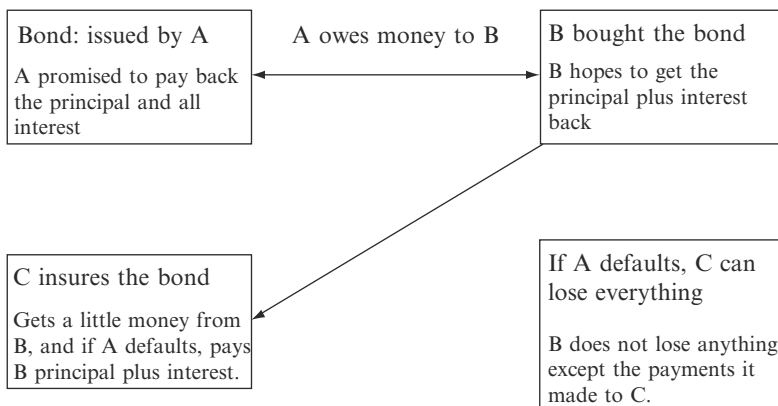 Bond: issued by A
A promised to pay back
the principal and all
interest
A owes money to B
B bought the bond
B hopes to get the
principal plus interest
back
C insures the bond
Gets a little money from
B, and if A defaults, pays
B principal plus interest.
If A defaults, C can
lose everything
B does not lose anything
except the payments it
made to C.